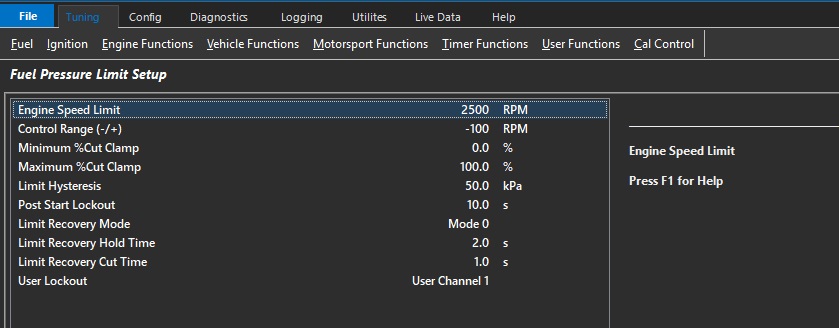 File Tuning Config Diagnostics Logging Utilites Live Data Help
Fuel Ignition Engine Functions Vehicle Functions Motorsport Functions Timer Functions User Functions Cal Control
Fuel Pressure Limit Setup
Engine Speed Limit 2500 RPM
Control Range (-/+) -100 RPM
Minimum %Cut Clamp 0.0 %
Maximum %Cut Clamp 100.0 %
Limit Hysteresis 50.0 kPa
Post Start Lockout 10.0 s
Limit Recovery Mode Mode 0
Limit Recovery Hold Time 2.0 s
Limit Recovery Cut Time 1.0 s
User Lockout User Channel 1
Engine Speed Limit
Press F1 for Help